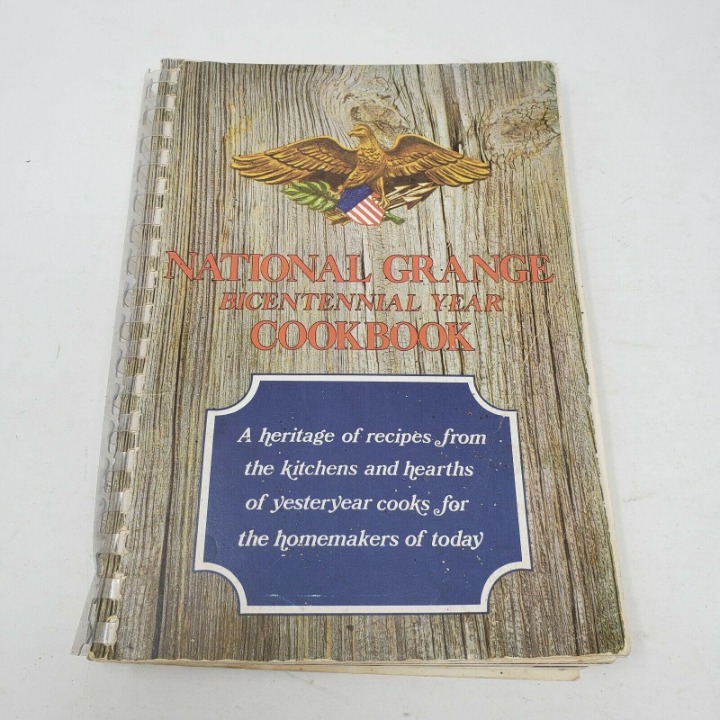 NATIONAL GRANGE
BICENTENNIAL YEAR
COOKBOOK
A heritage of recipes from
the kitchens and hearths
of yesteryear cooks for
the homemakers of today